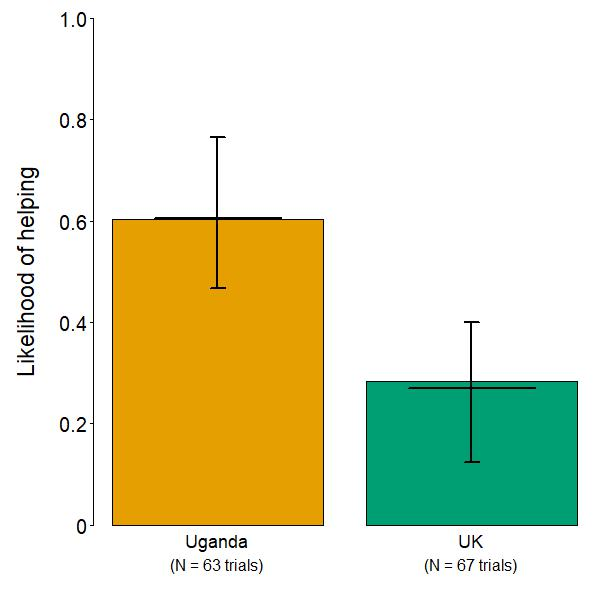 Likelihood of helping
1.0
0.8
0.6
0.4
0.2
0
Uganda
(N = 63 trials)
UK
(N = 67 trials)